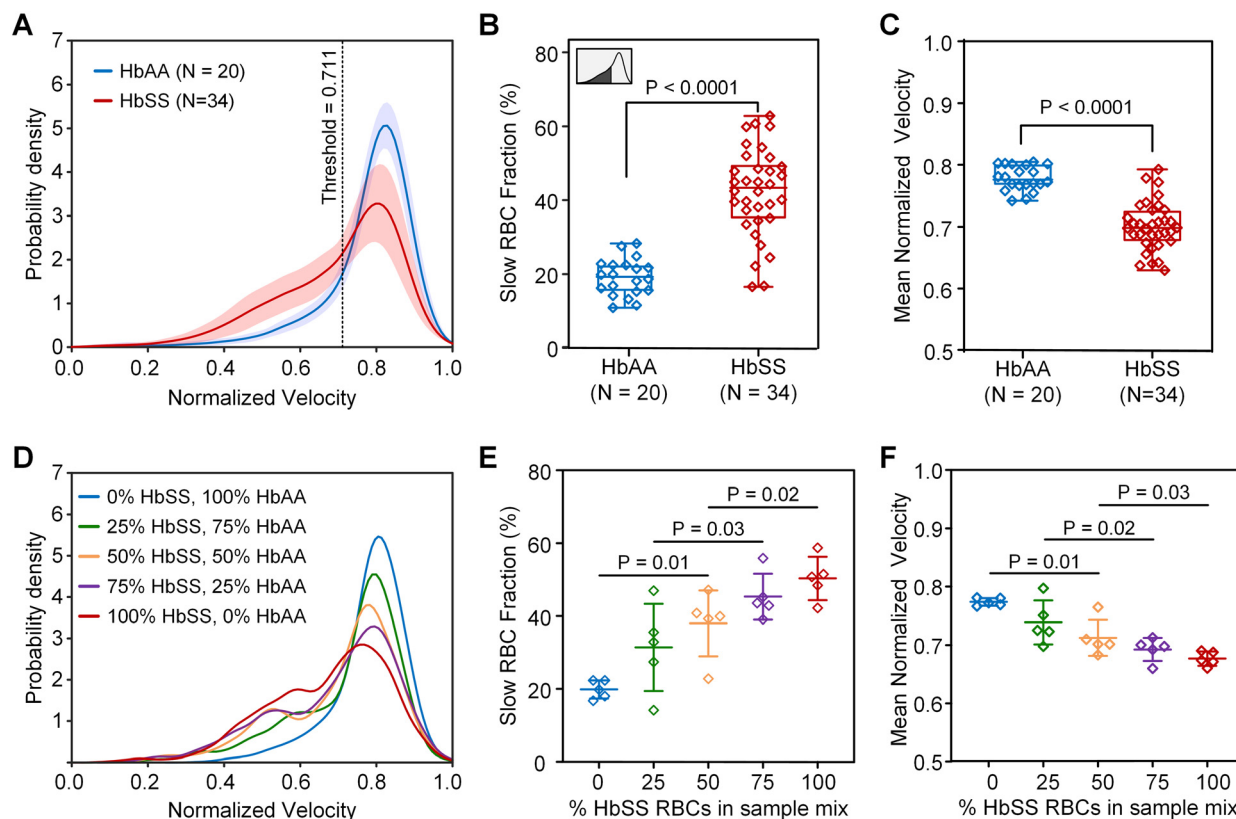 A
Probability density
7
6
5
4
3
2
1
0
HbAA (N = 20)
HbSS (N=34)
Threshold = 0.711
0.0 0.2 0.4 0.6 0.8 1.0
Normalized Velocity
B
Slow RBC Fraction (%)
80
60
40
20
0
P < 0.0001
HbAA HbSS
(N = 20) (N = 34)
C
Mean Normalized Velocity
1.0
0.9
0.8
0.7
0.6
0.5
P < 0.0001
HbAA HbSS
(N = 20) (N=34)
D
Probability density
7
6
5
4
3
2
1
0% HbSS, 100% HbAA
25% HbSS, 75% HbAA
50% HbSS, 50% HbAA
75% HbSS, 25% HbAA
100% HbSS, 0% HbAA
0.0 0.2 0.4 0.6 0.8 1.0
Normalized Velocity
E
Slow RBC Fraction (%)
80
60
40
20
0
P = 0.02
P = 0.03
P = 0.01
0 25 50 75 100
% HbSS RBCs in sample mix
F
Mean Normalized Velocity
1.0
0.9
0.8
0.7
0.6
0.5
P = 0.03
P = 0.02
P = 0.01
0 25 50 75 100
% HbSS RBCs in sample mix